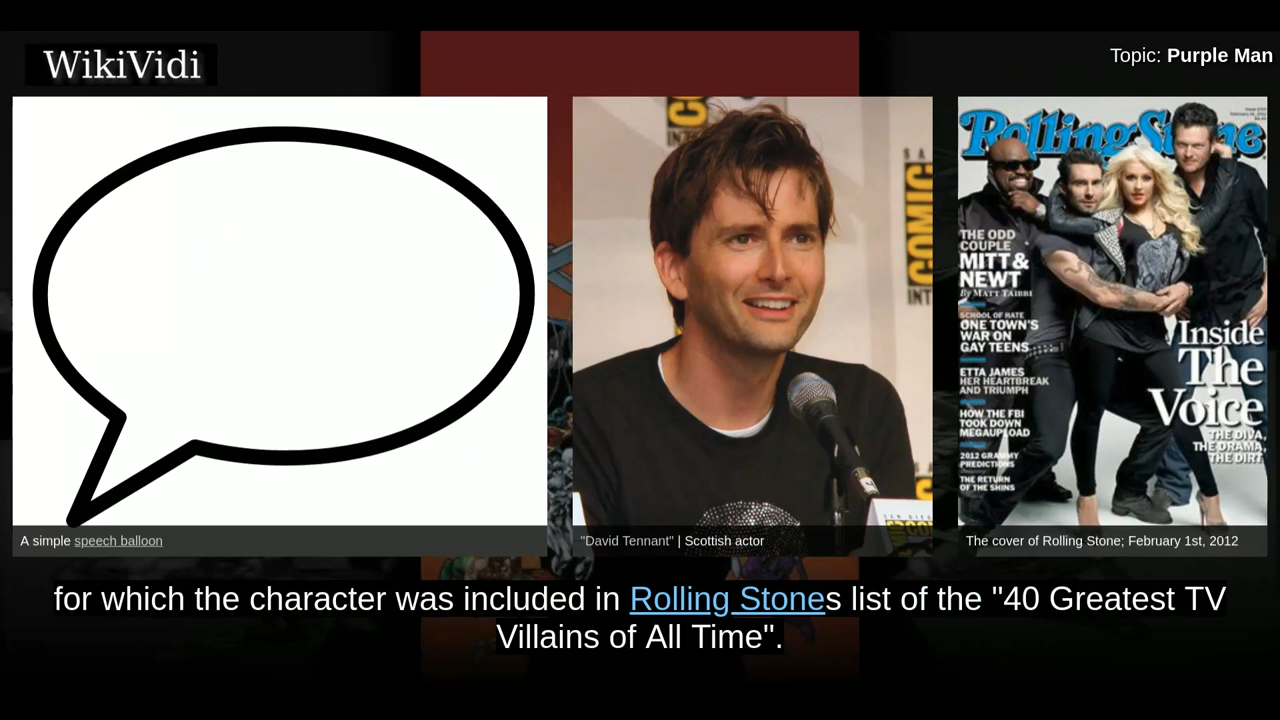 WikiVidi
Topic: Purple Man
Rolling Stone
THE ODD
COUPLE
MITT &
NEWT
By MATT TAIBBI
SCHOOL OF HATE
ONE TOWN'S
WAR ON
GAY TEENS
ETTA JAMES
HER HEARTBREAK
AND TRIUMPH
HOW THE FBI
TOOK DOWN
MEGAUPLOAD
2012 GRAMMY
PREDICTIONS
THE RETURN
OF THE SHINS
Inside
The
Voice
THE DIVA,
THE DRAMA,
THE DIRT
A simple speech balloon
"David Tennant" | Scottish actor
The cover of Rolling Stone; February 1st, 2012
for which the character was included in Rolling Stones list of the "40 Greatest TV
Villains of All Time".